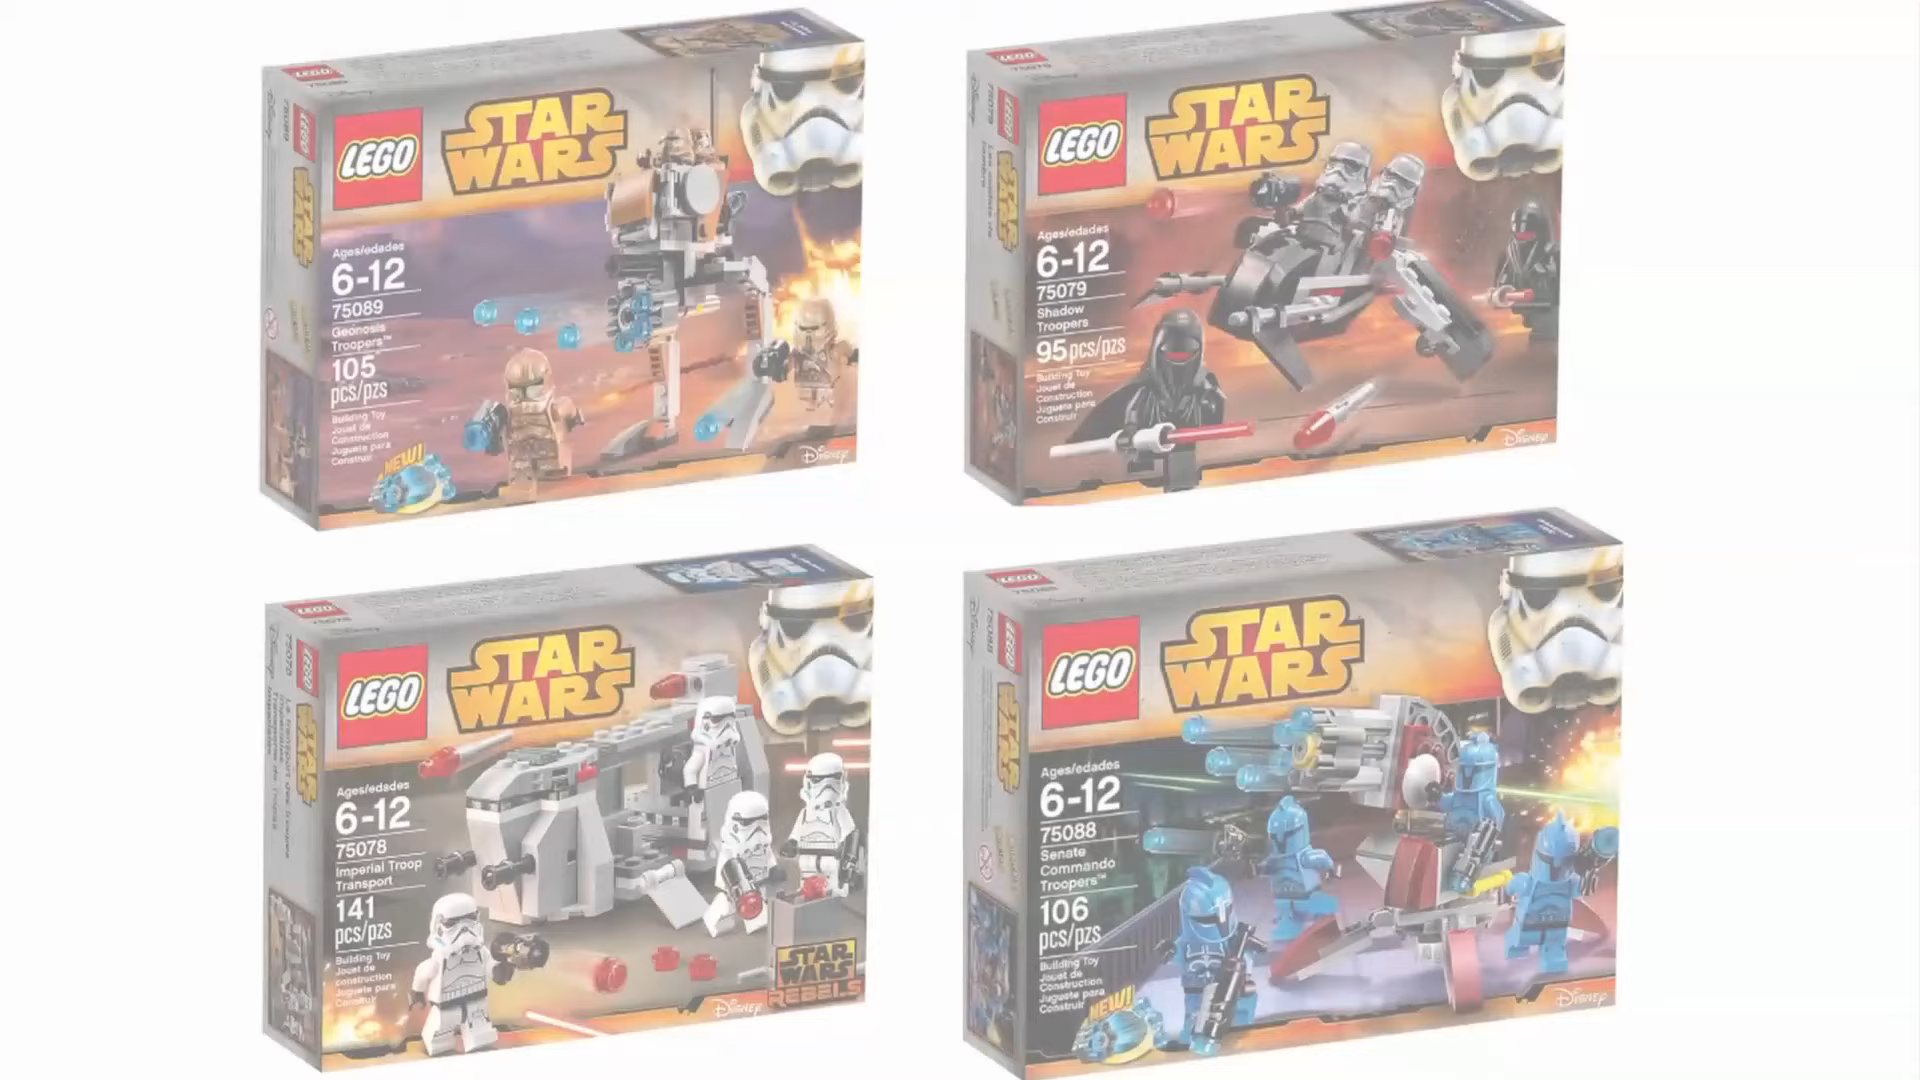 LEGO
STAR
WARS
Ages/edades
6-12
75089
Geonosis
Troopers™
105
pcs/pzs
Building Toy
Jouet de
Construction
Juguete para
Construir
NEW!
Disney
LEGO
STAR
WARS
Ages/edades
6-12
75079
Shadow
Troopers
95 pcs/pzs
Building Toy
Jouet de
Construction
Juguete para
Construir
Disney
LEGO
STAR
WARS
Ages/edades
6-12
75078
Imperial Troop
Transport
141
pcs/pzs
Building Toy
Jouet de
construction
Juguete para
Construir
STAR
WARS
REBELS
Disney
LEGO
STAR
WARS
Ages/edades
6-12
75088
Senate
Commando
Troopers™
106
pcs/pzs
Building Toy
Jouet de
Construction
Juguete para
Construir
NEW!
Disney